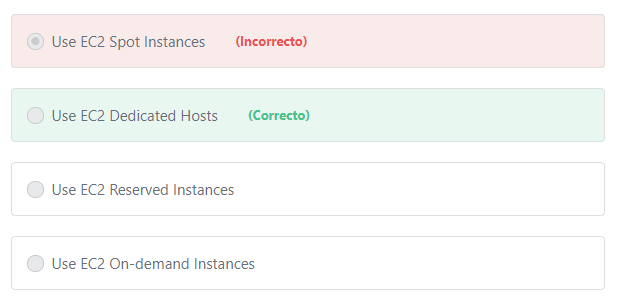 Use EC2 Spot Instances (Incorrecto)
Use EC2 Dedicated Hosts (Correcto)
Use EC2 Reserved Instances
Use EC2 On-demand Instances